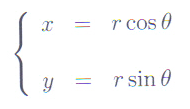 x = r cos θ
y = r sin θ